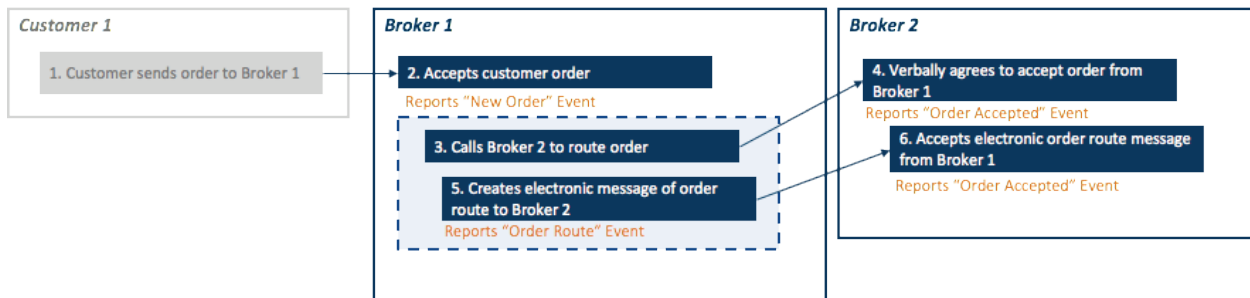 Customer 1
1. Customer sends order to Broker 1
Broker 1
2. Accepts customer order
Reports "New Order" Event
3. Calls Broker 2 to route order
5. Creates electronic message of order
route to Broker 2
Reports "Order Route" Event
Broker 2
4. Verbally agrees to accept order from
Broker 1
Reports "Order Accepted" Event
6. Accepts electronic order route message
from Broker 1
Reports "Order Accepted" Event